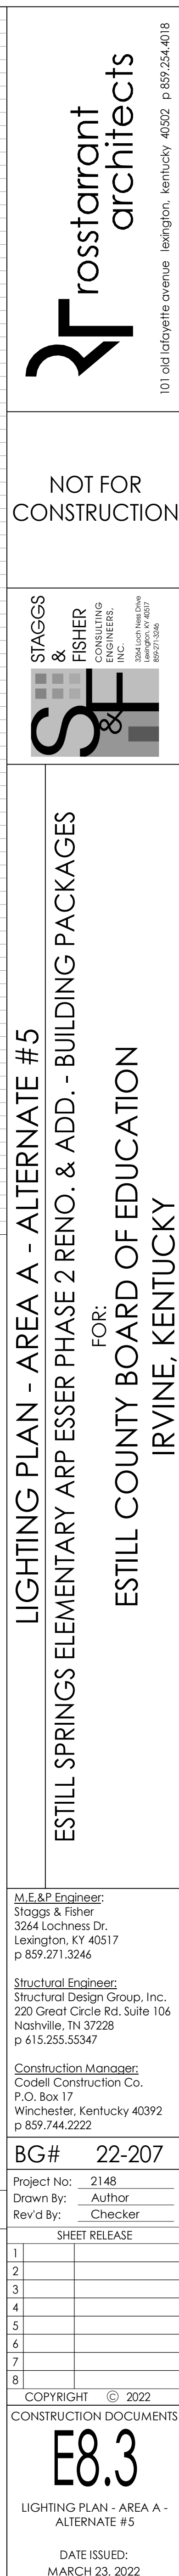 rosstarrant
architects
101 old lafayette avenue lexington, kentucky 40502 p 859.254.4018
NOT FOR
CONSTRUCTION
STAGGS
&
FISHER
CONSULTING
ENGINEERS,
INC.
3264 Loch Ness Drive
Lexington, KY 40517
859-271-3246
S&F
LIGHTING PLAN - AREA A - ALTERNATE #5
ESTILL SPRINGS ELEMENTARY ARP ESSER PHASE 2 RENO. & ADD. - BUILDING PACKAGES
FOR:
ESTILL COUNTY BOARD OF EDUCATION
IRVINE, KENTUCKY
M,E,&P Engineer:
Staggs & Fisher
3264 Lochness Dr.
Lexington, KY 40517
p 859.271.3246
Structural Engineer:
Structural Design Group, Inc.
220 Great Circle Rd. Suite 106
Nashville, TN 37228
p 615.255.55347
Construction Manager:
Codell Construction Co.
P.O. Box 17
Winchester, Kentucky 40392
p 859.744.2222
BG# 22-207
Project No: 2148
Drawn By: Author
Rev'd By: Checker
SHEET RELEASE
1
2
3
4
5
6
7
8
COPYRIGHT © 2022
CONSTRUCTION DOCUMENTS
E8.3
LIGHTING PLAN - AREA A -
ALTERNATE #5
DATE ISSUED:
MARCH 23, 2022